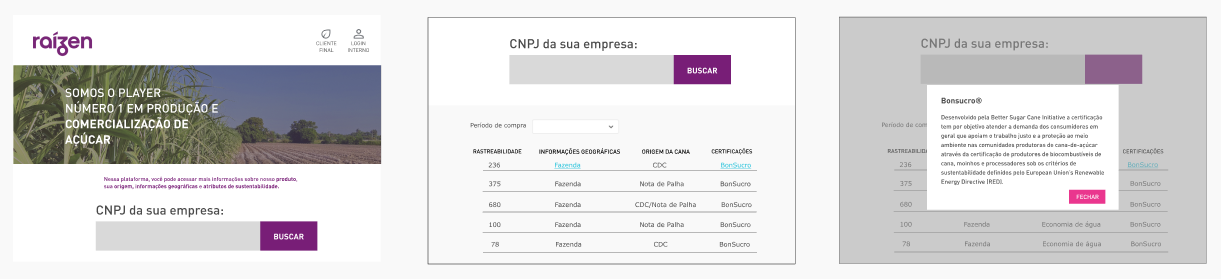 raízen
CLIENTE
FINAL
LOGIN
INTERNO
SOMOS O PLAYER
NÚMERO 1 EM PRODUÇÃO E
COMERCIALIZAÇÃO DE
AÇÚCAR
Nessa plataforma, você pode acessar mais informações sobre nosso produto,
sua origem, informações geográficas e atributos de sustentabilidade.
CNPJ da sua empresa:
BUSCAR
CNPJ da sua empresa:
BUSCAR
Período de compra
RASTREABILIDADE INFORMAÇÕES GEOGRÁFICAS ORIGEM DA CANA CERTIFICAÇÕES
236 Fazenda CDC BonSucro
375 Fazenda Nota de Palha BonSucro
680 Fazenda CDC/Nota de Palha BonSucro
100 Fazenda Nota de Palha BonSucro
78 Fazenda CDC BonSucro
CNPJ da sua empresa:
Bonsucro®
Desenvolvido pela Better Sugar Cane Initiative a certificação
tem por objetivo atender a demanda dos consumidores em
geral que apoiem o trabalho justo e a proteção ao meio
ambiente nas comunidades produtoras de cana-de-açúcar
através da certificação de produtores de biocombustíveis de
cana, moinhos e processadores sob os critérios de
sustentabilidade definidos pelo European Union's Renewable
Energy Directive (RED).
FECHAR
Período de com
RASTREABILID CERTIFICAÇÕES
236 BonSucro
375 BonSucro
680 BonSucro
100 Fazenda Economia de água BonSucro
78 Fazenda Economia de água BonSucro